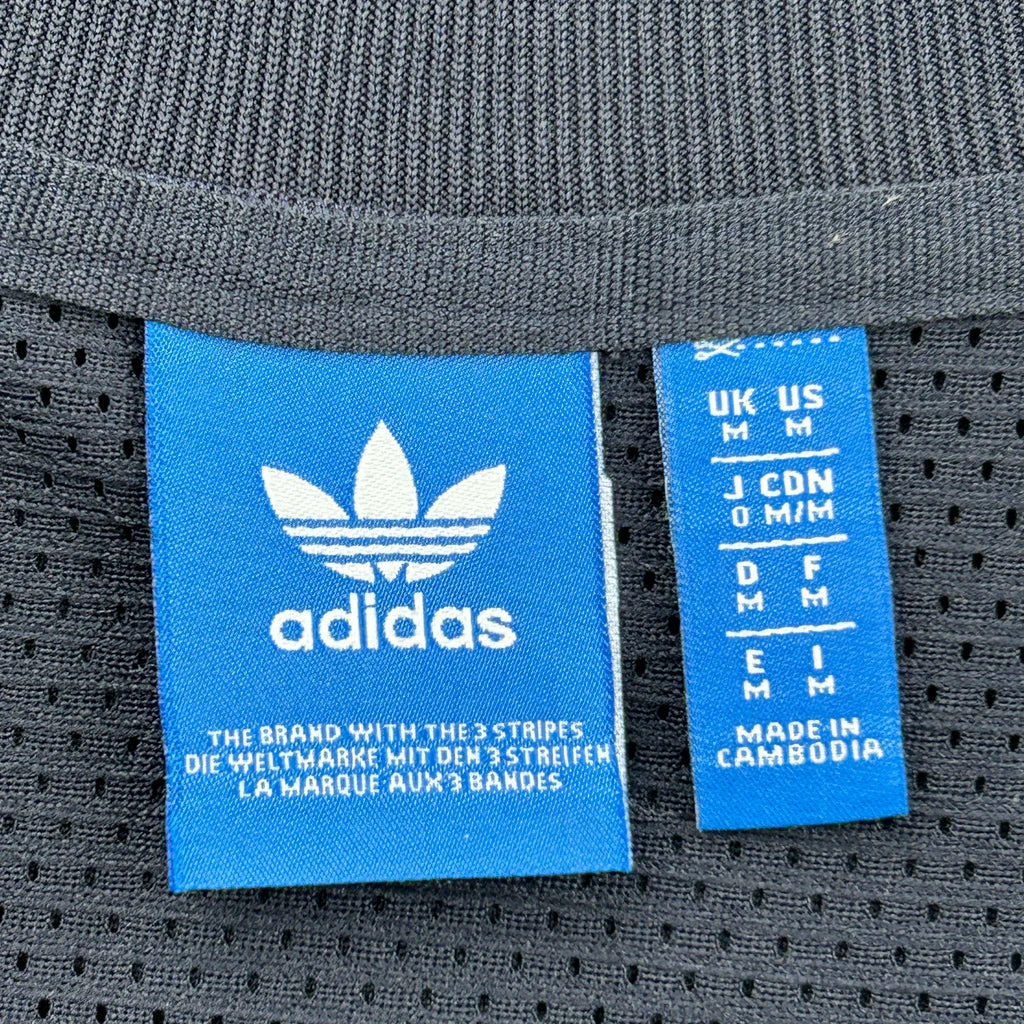 adidas
THE BRAND WITH THE 3 STRIPES
DIE WELTMARKE MIT DEN 3 STREIFEN
LA MARQUE AUX 3 BANDES
UK US
M M
J CDN
O M/M
D F
M M
E I
M M
MADE IN
CAMBODIA